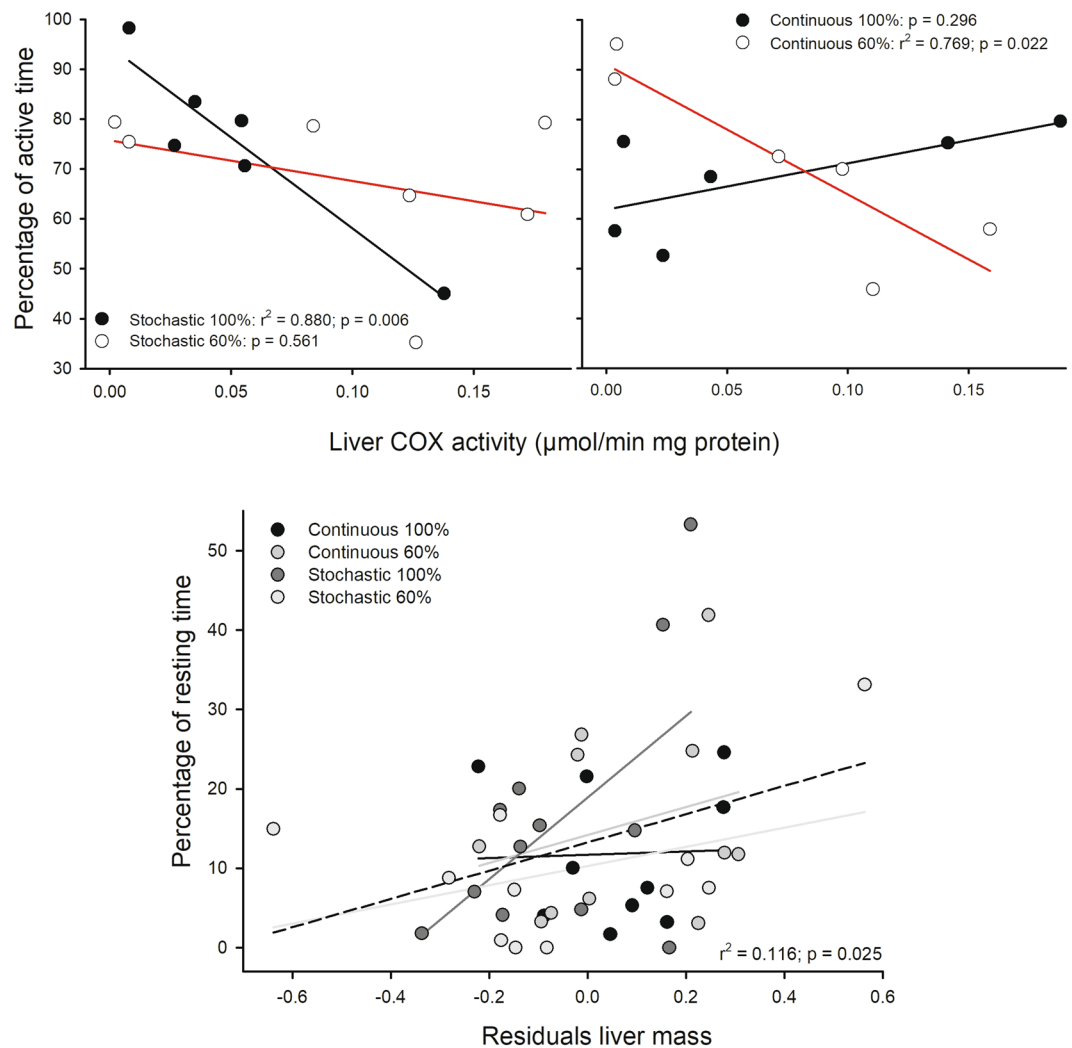 Percentage of active time
100
90
80
70
60
50
40
30
Stochastic 100%: r² = 0.880; p = 0.006
Stochastic 60%: p = 0.561
0.00 0.05 0.10 0.15
Continuous 100%: p = 0.296
Continuous 60%: r² = 0.769; p = 0.022
0.00 0.05 0.10 0.15
Liver COX activity (µmol/min mg protein)
Percentage of resting time
50
40
30
20
10
0
Continuous 100%
Continuous 60%
Stochastic 100%
Stochastic 60%
r² = 0.116; p = 0.025
-0.6 -0.4 -0.2 0.0 0.2 0.4 0.6
Residuals liver mass